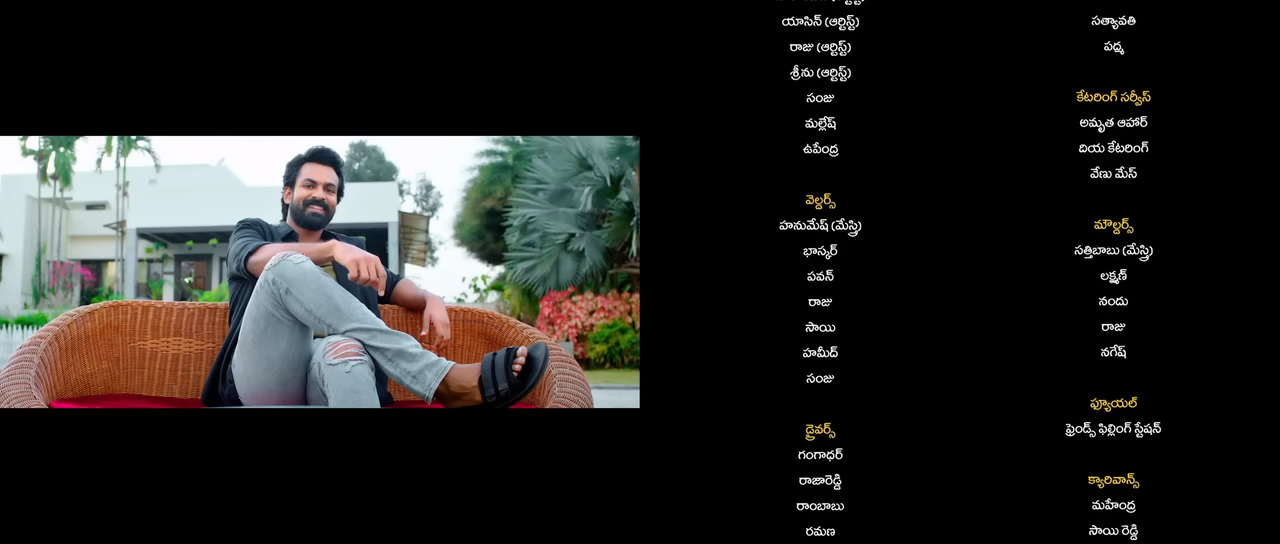 యాసిన్ (ఆర్టిస్ట్)
రాజు (ఆర్టిస్ట్)
శ్రీను (ఆర్టిస్ట్)
సంజు
మల్లేష్
ఉపేంద్ర
వెల్డర్స్
హనుమేష్ (మేస్త్రి)
భాస్కర్
పవన్
రాజు
సాయి
హమీద్
సంజు
డ్రైవర్స్
గంగాధర్
రాజారెడ్డి
రాంబాబు
రమణ
సత్యావతి
పద్మ
కేటరింగ్ సర్వీస్
అమృత ఆహార్
దియ కేటరింగ్
వేణు మేస్
మౌల్డర్స్
సత్తిబాబు (మేస్త్రి)
లక్ష్మణ్
నందు
రాజు
నగేష్
ఫ్యూయల్
ఫ్రెండ్స్ ఫిల్లింగ్ స్టేషన్
క్యారివాన్స్
మహేంద్ర
సాయి రెడ్డి